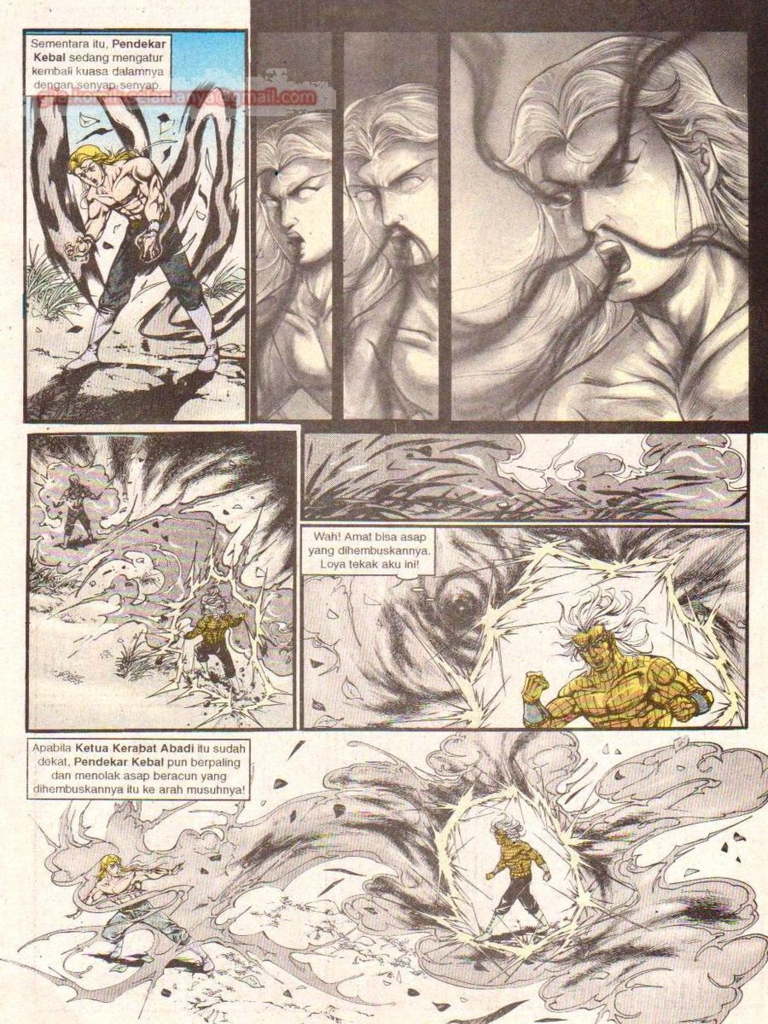 Sementara itu, Pendekar
Kebal sedang mengatur
kembali kuasa dalamnya
dengan senyap-senyap.
Wah! Amat bisa asap
yang dihembuskannya.
Loya tekak aku ini!
Apabila Ketua Kerabat Abadi itu sudah
dekat, Pendekar Kebal pun berpaling
dan menolak asap beracun yang
dihembuskannya itu ke arah musuhnya!